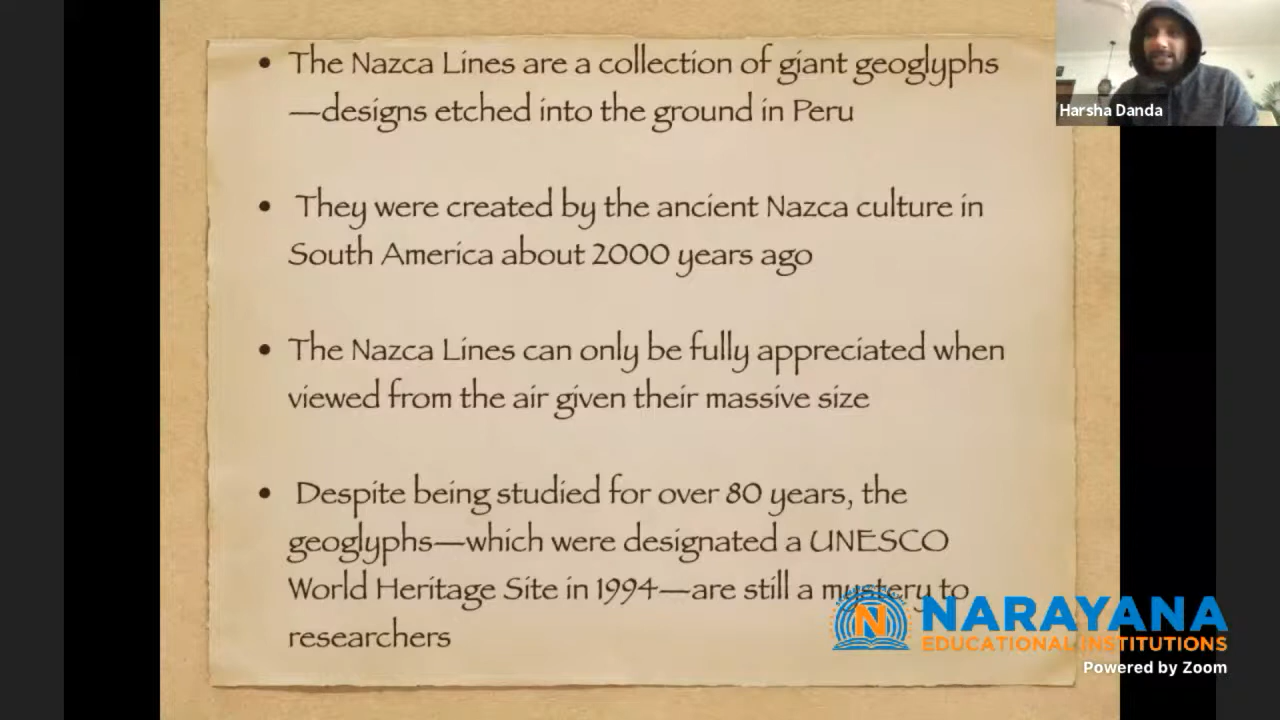 • The Nazca Lines are a collection of giant geoglyphs
—designs etched into the ground in Peru
• They were created by the ancient Nazca culture in
South America about 2000 years ago
• The Nazca Lines can only be fully appreciated when
viewed from the air given their massive size
• Despite being studied for over 80 years, the
geoglyphs—which were designated a UNESCO
World Heritage Site in 1994—are still a mystery to
researchers
Harsha Danda
N
NARAYANA
EDUCATIONAL INSTITUTIONS
Powered by Zoom